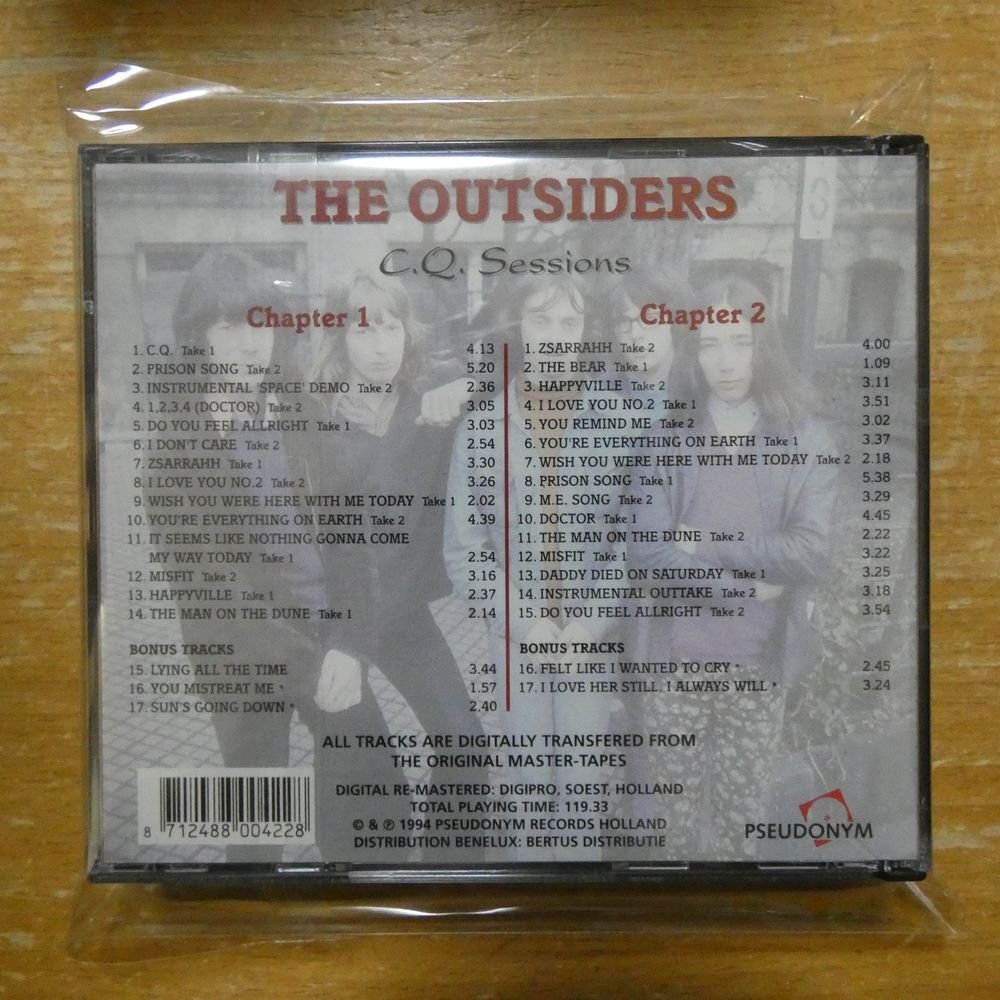 THE OUTSIDERS
C.Q. Sessions
Chapter 1
1. C.Q. Take 1 4.13
2. PRISON SONG Take 2 5.20
3. INSTRUMENTAL 'SPACE' DEMO Take 2 2.36
4. 1,2,3,4 (DOCTOR) Take 2 3.05
5. DO YOU FEEL ALLRIGHT Take 1 3.03
6. I DON'T CARE Take 2 2.54
7. ZSARRAHH Take 1 3.30
8. I LOVE YOU NO.2 Take 2 3.26
9. WISH YOU WERE HERE WITH ME TODAY Take 1 2.02
10. YOU'RE EVERYTHING ON EARTH Take 2 4.39
11. IT SEEMS LIKE NOTHING GONNA COME
MY WAY TODAY Take 1 2.54
12. MISFIT Take 2 3.16
13. HAPPYVILLE Take 1 2.37
14. THE MAN ON THE DUNE Take 1 2.14
BONUS TRACKS
15. LYING ALL THE TIME 3.44
16. YOU MISTREAT ME * 1.57
17. SUN'S GOING DOWN * 2.40
Chapter 2
1. ZSARRAHH Take 2 4.00
2. THE BEAR Take 1 1.09
3. HAPPYVILLE Take 2 3.11
4. I LOVE YOU NO.2 Take 1 3.51
5. YOU REMIND ME Take 2 3.02
6. YOU'RE EVERYTHING ON EARTH Take 1 3.37
7. WISH YOU WERE HERE WITH ME TODAY Take 2 2.18
8. PRISON SONG Take 1 5.38
9. M.E. SONG Take 2 3.29
10. DOCTOR Take 1 4.45
11. THE MAN ON THE DUNE Take 2 2.22
12. MISFIT Take 1 3.22
13. DADDY DIED ON SATURDAY Take 1 3.25
14. INSTRUMENTAL OUTTAKE Take 2 3.18
15. DO YOU FEEL ALLRIGHT Take 2 3.54
BONUS TRACKS
16. FELT LIKE I WANTED TO CRY * 2.45
17. I LOVE HER STILL, I ALWAYS WILL * 3.24
ALL TRACKS ARE DIGITALLY TRANSFERED FROM
THE ORIGINAL MASTER-TAPES
DIGITAL RE-MASTERED: DIGIPRO, SOEST, HOLLAND
TOTAL PLAYING TIME: 119.33
© & ℗ 1994 PSEUDONYM RECORDS HOLLAND
DISTRIBUTION BENELUX: BERTUS DISTRIBUTIE
8 712488 004228
PSEUDONYM
3